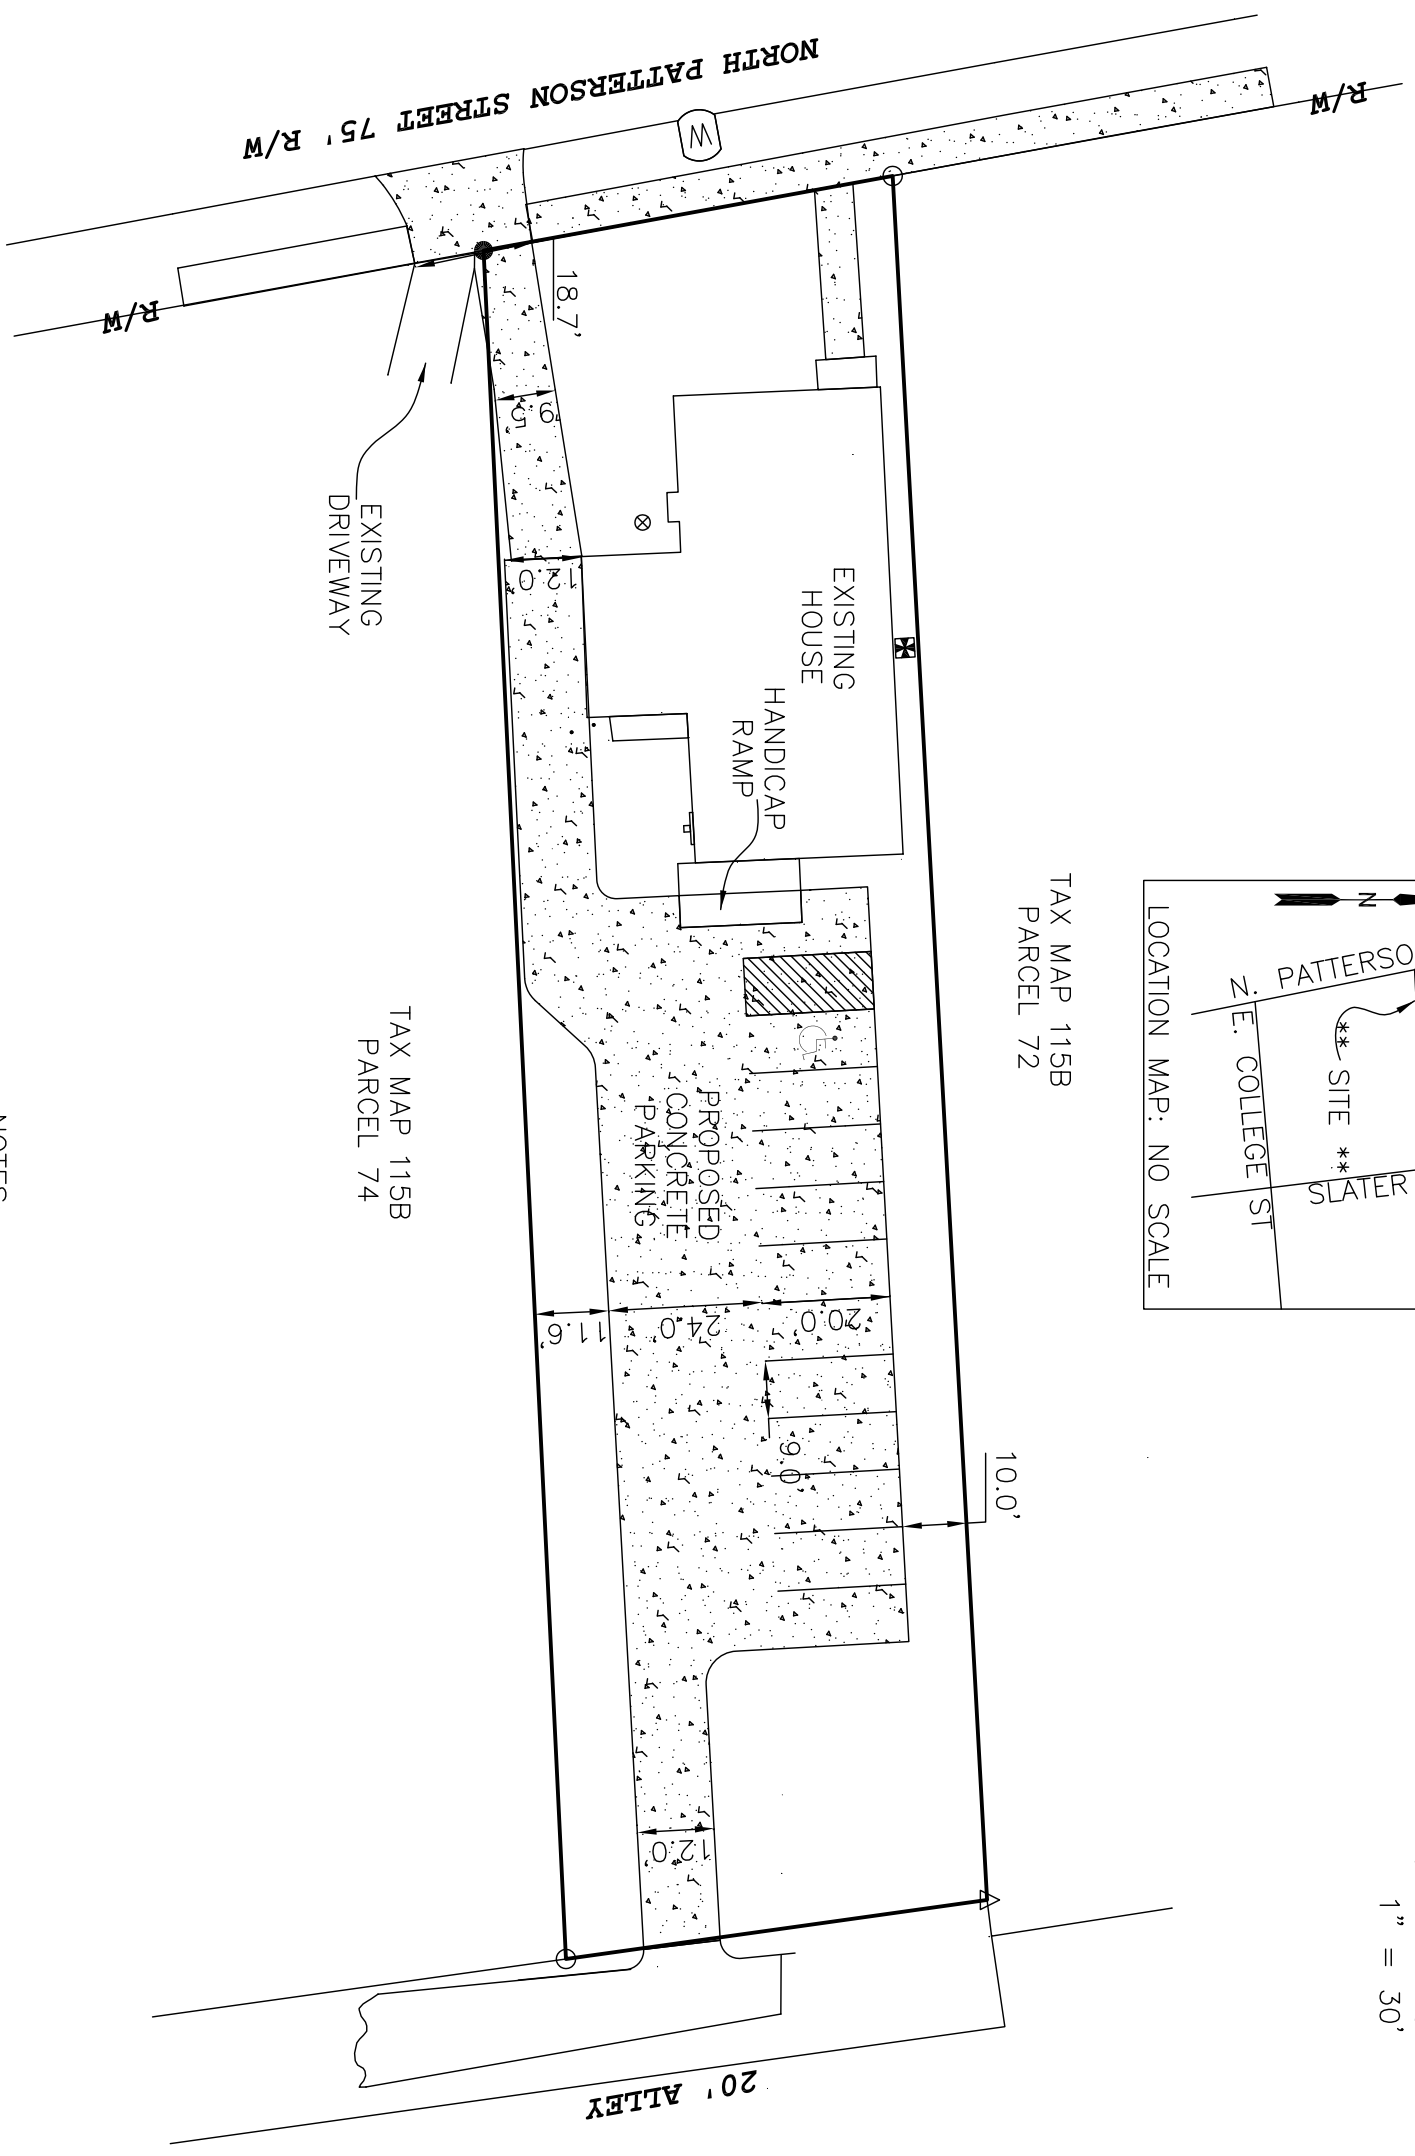 1" = 30'
N
N. PATTERSO
** SITE **
SLATER
E. COLLEGE ST
LOCATION MAP: NO SCALE
TAX MAP 115B
PARCEL 72
10.0'
R/W
NORTH PATTERSON STREET 75' R/W
W
R/W
18.7'
9.5'
12.0'
EXISTING
HOUSE
HANDICAP
RAMP
EXISTING
DRIVEWAY
PROPOSED
CONCRETE
PARKING
20.0'
24.0'
11.6'
9.0'
12.0'
TAX MAP 115B
PARCEL 74
20' ALLEY